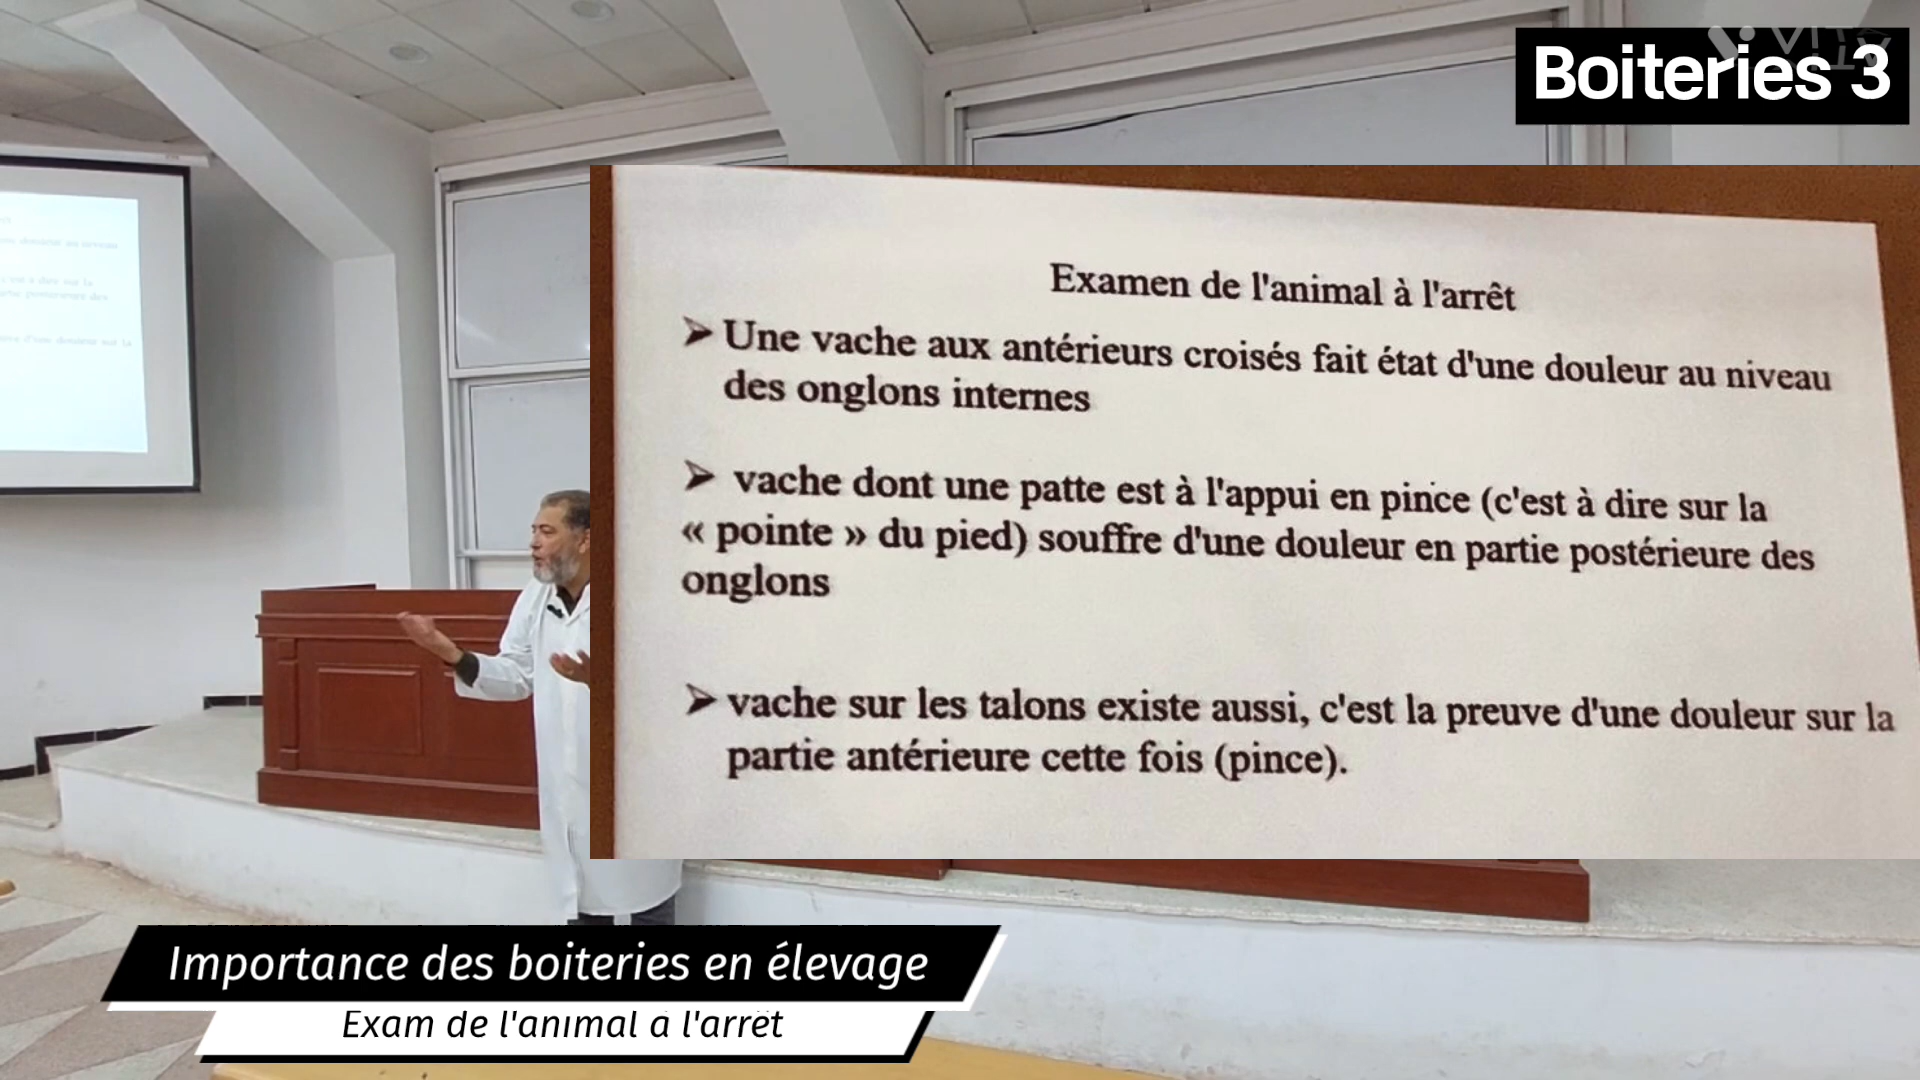 Boiteries 3
Examen de l'animal à l'arrêt
➢ Une vache aux antérieurs croisés fait état d'une douleur au niveau
des onglons internes
➢ vache dont une patte est à l'appui en pince (c'est à dire sur la
« pointe » du pied) souffre d'une douleur en partie postérieure des
onglons
➢ vache sur les talons existe aussi, c'est la preuve d'une douleur sur la
partie antérieure cette fois (pince).
Importance des boiteries en élevage
Exam de l'animal à l'arrêt